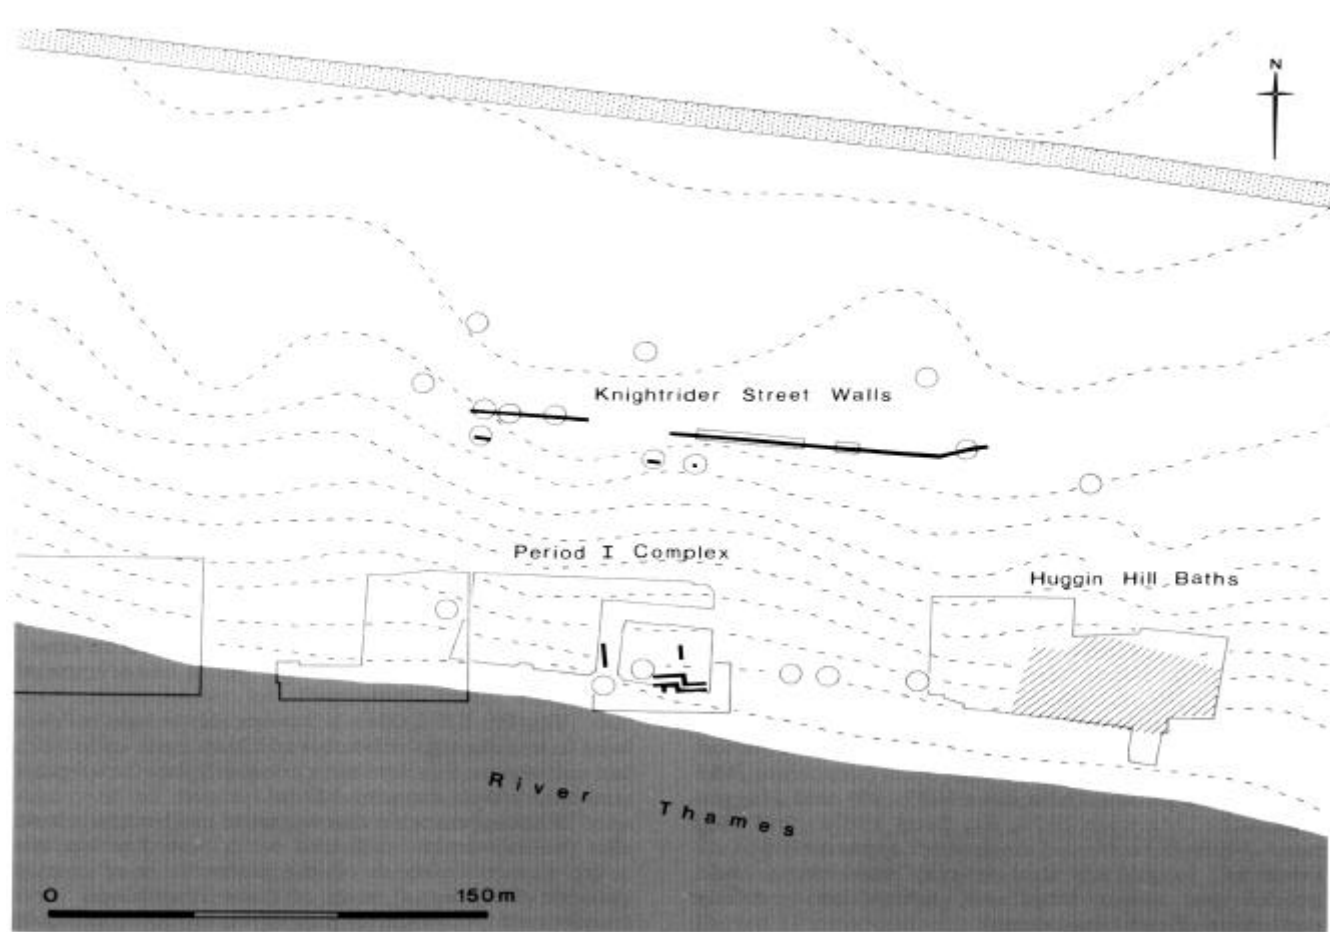 N
Knightrider Street Walls
Period I Complex
Huggin Hill Baths
River Thames
0 150m